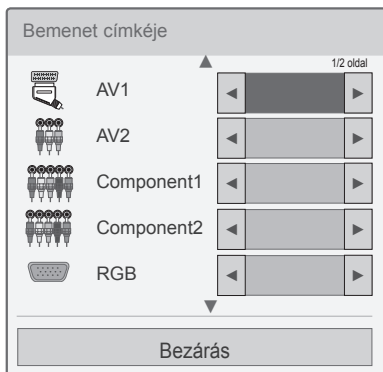 Bemenet címkéje
1/2 oldal
AV1
AV2
Component1
Component2
RGB
Bezárás